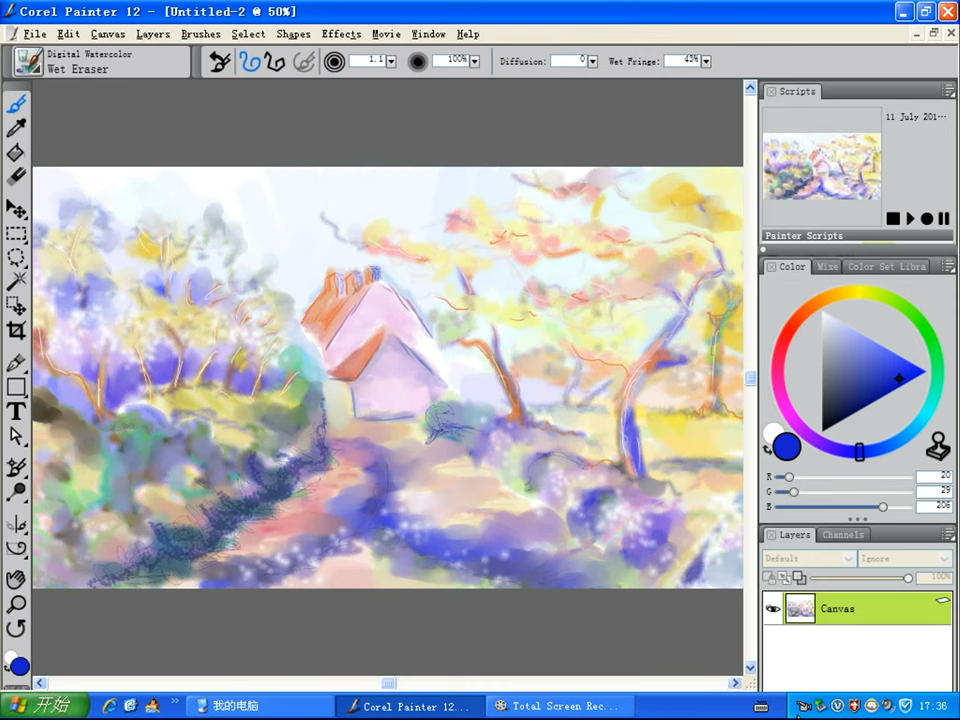 Corel Painter 12 - [Untitled-2 @ 50%]
File Edit Canvas Layers Brushes Select Shapes Effects Movie Window Help
Digital Watercolor
Wet Eraser
1.1
100%
Diffusion: 0
Wet Fringe: 43%
Scripts
11 July 201...
Painter Scripts
Color Mixe Color Set Libra
R 20
G 29
B 206
Layers Channels
Default Ignore
100%
Canvas
T
开始
我的电脑
Corel Painter 12...
Total Screen Rec...
17:36